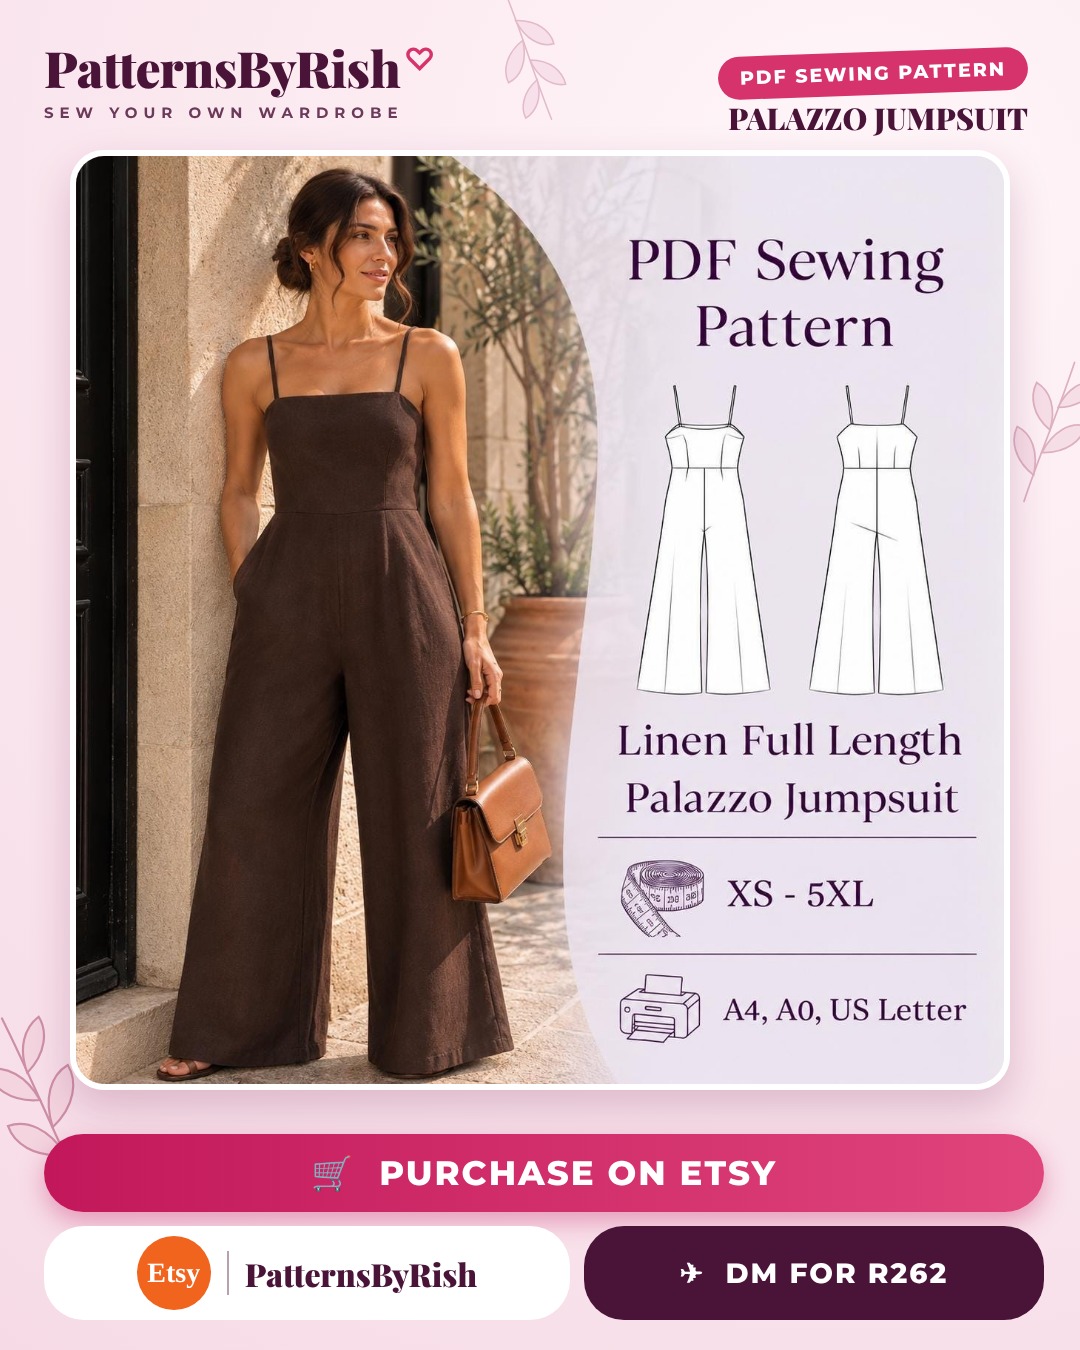 PatternsByRish
SEW YOUR OWN WARDROBE
PDF SEWING PATTERN
PALAZZO JUMPSUIT
PDF Sewing
Pattern
Linen Full Length
Palazzo Jumpsuit
XS - 5XL
A4, A0, US Letter
PURCHASE ON ETSY
Etsy
PatternsByRish
DM FOR R262